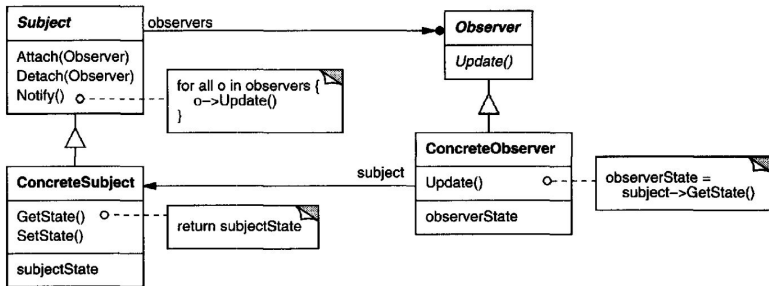 Subject
observers
Observer
Attach(Observer)
Detach(Observer)
Notify()
for all o in observers {
o->Update()
}
Update()
ConcreteSubject
GetState()
SetState()
subjectState
return subjectState
subject
ConcreteObserver
Update()
observerState
observerState =
subject->GetState()